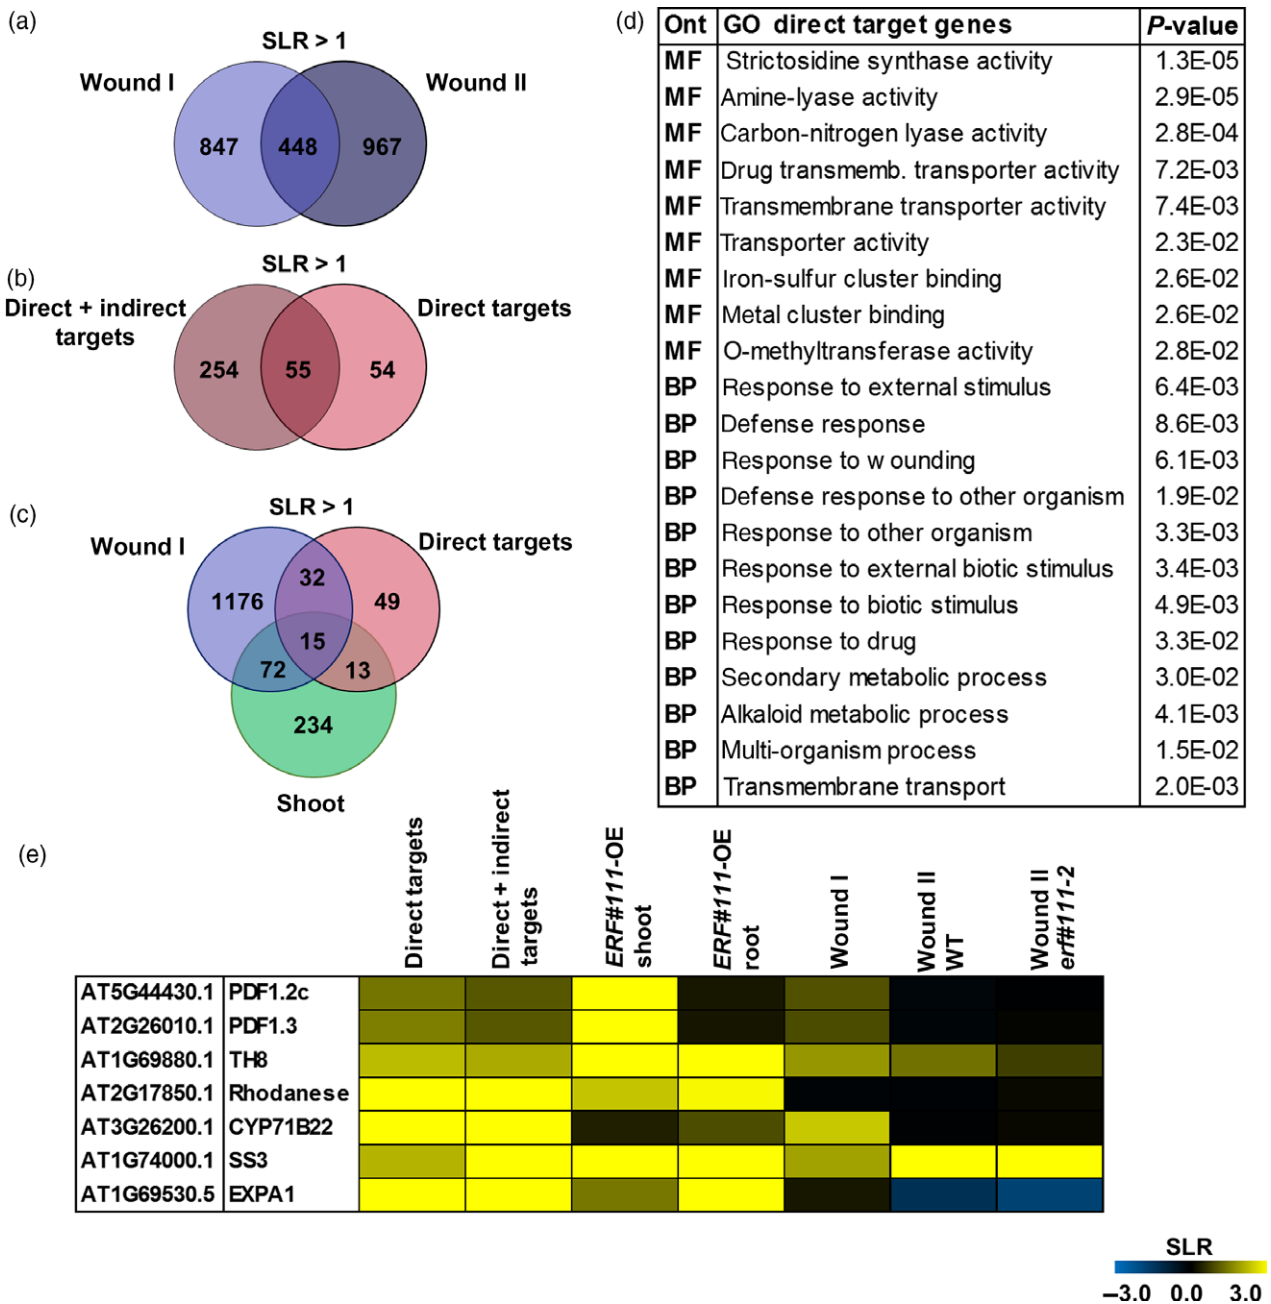 (a)
SLR > 1
Wound I
Wound II
847
448
967
(b)
SLR > 1
Direct + indirect
targets
Direct targets
254
55
54
(c)
SLR > 1
Wound I
Direct targets
32
1176
49
15
72
13
234
Shoot
(d)
Ont GO direct target genes P-value
MF Strictosidine synthase activity 1.3E-05
MF Amine-lyase activity 2.9E-05
MF Carbon-nitrogen lyase activity 2.8E-04
MF Drug transmemb. transporter activity 7.2E-03
MF Transmembrane transporter activity 7.4E-03
MF Transporter activity 2.3E-02
MF Iron-sulfur cluster binding 2.6E-02
MF Metal cluster binding 2.6E-02
MF O-methyltransferase activity 2.8E-02
BP Response to external stimulus 6.4E-03
BP Defense response 8.6E-03
BP Response to w ounding 6.1E-03
BP Defense response to other organism 1.9E-02
BP Response to other organism 3.3E-03
BP Response to external biotic stimulus 3.4E-03
BP Response to biotic stimulus 4.9E-03
BP Response to drug 3.3E-02
BP Secondary metabolic process 3.0E-02
BP Alkaloid metabolic process 4.1E-03
BP Multi-organism process 1.5E-02
BP Transmembrane transport 2.0E-03
(e)
Direct targets
Direct + indirect
targets
ERF#111-OE
shoot
ERF#111-OE
root
Wound I
Wound II
WT
Wound II
erf#111-2
AT5G44430.1 PDF1.2c
AT2G26010.1 PDF1.3
AT1G69880.1 TH8
AT2G17850.1 Rhodanese
AT3G26200.1 CYP71B22
AT1G74000.1 SS3
AT1G69530.5 EXPA1
SLR
−3.0 0.0 3.0